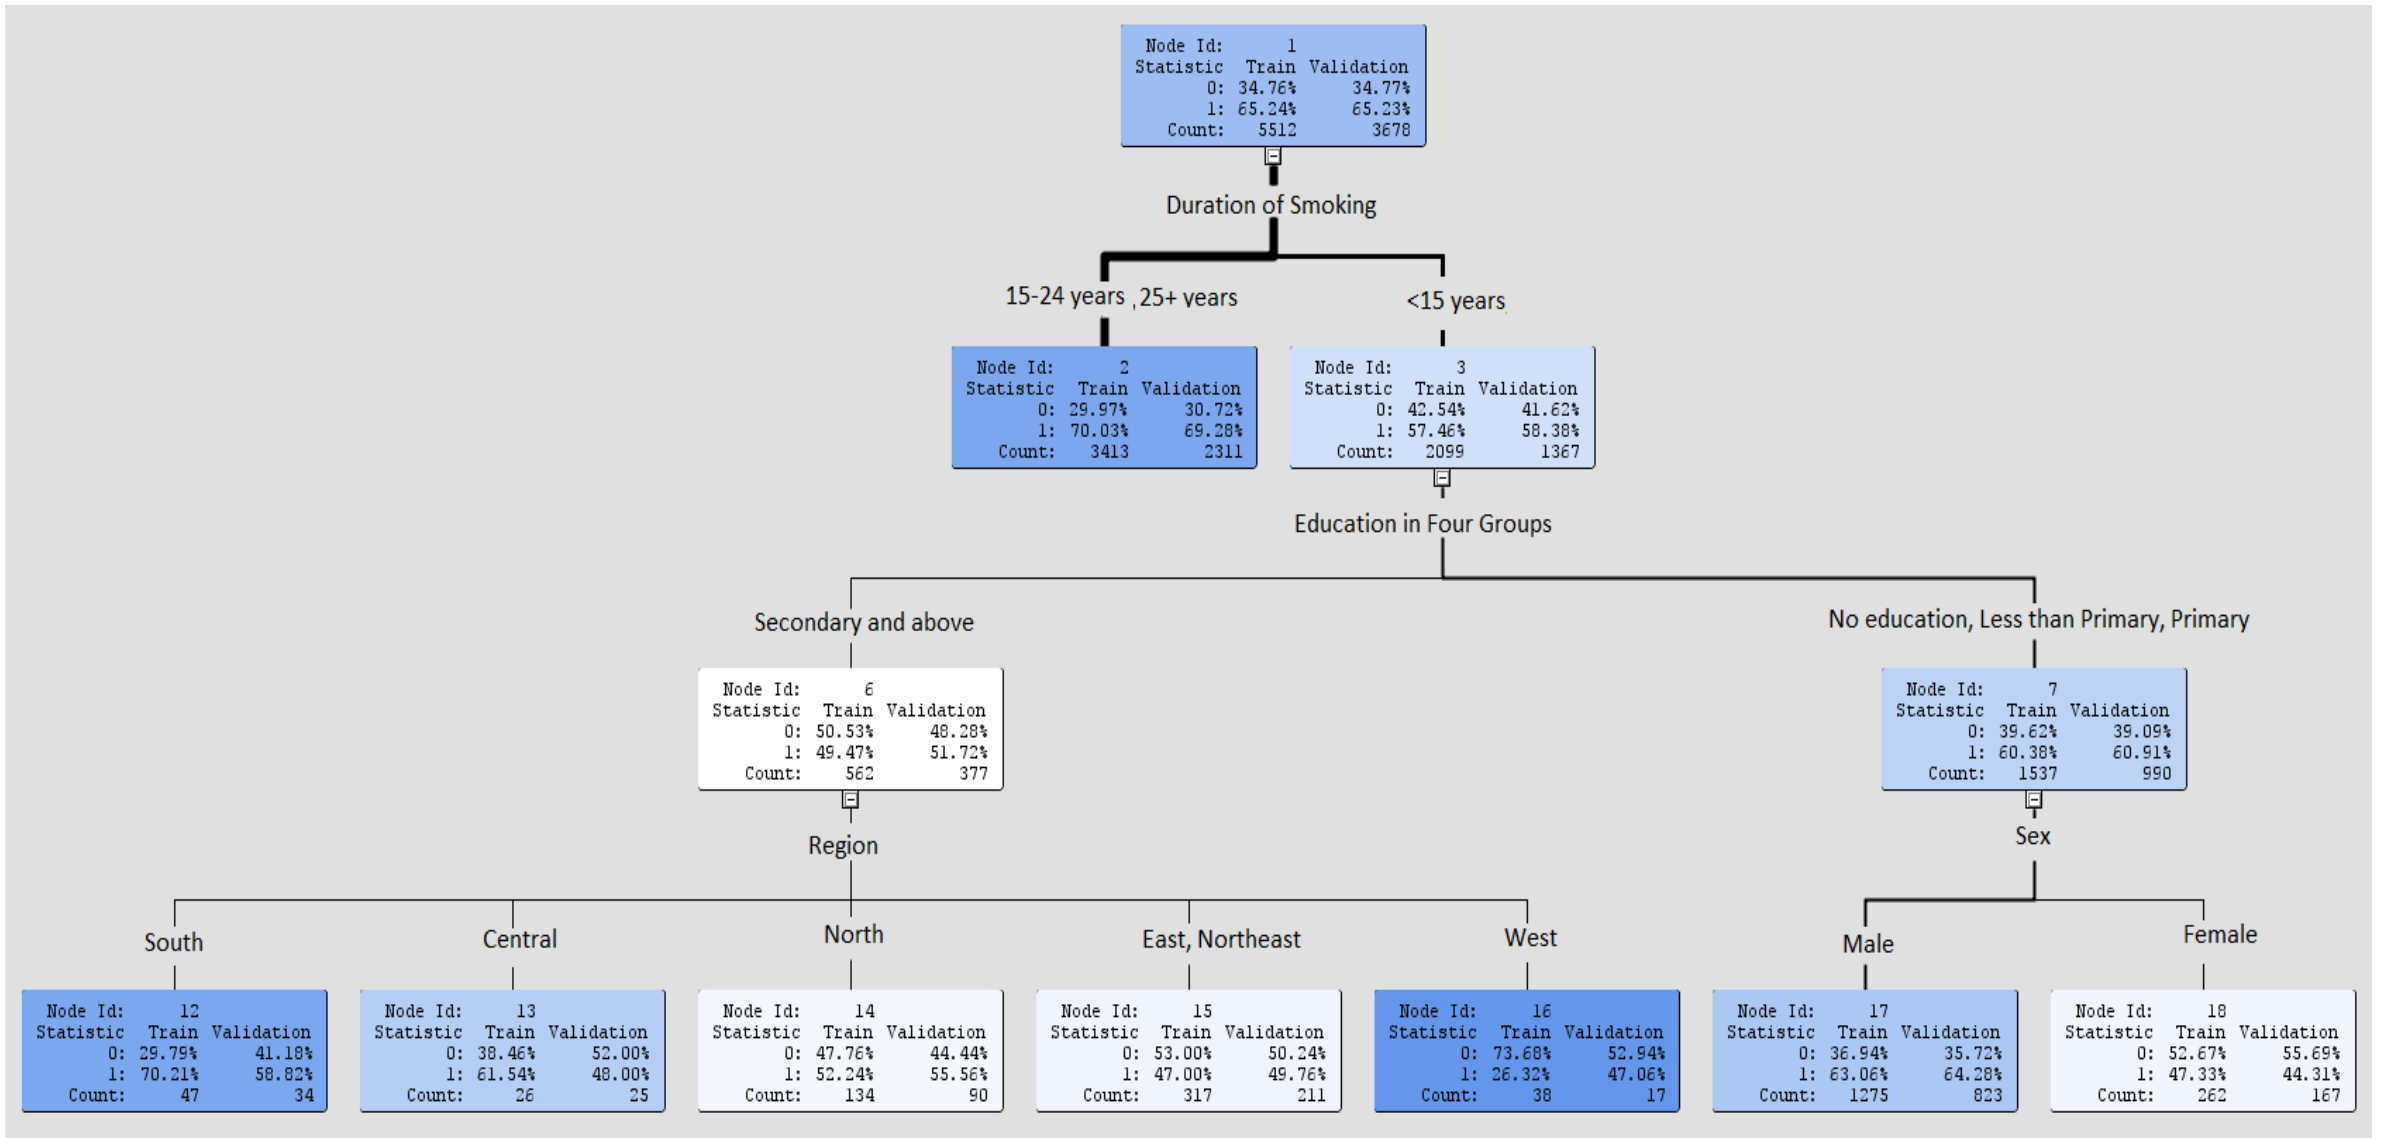 Node Id: 1
Statistic Train Validation
0: 34.76% 34.77%
1: 65.24% 65.23%
Count: 5512 3678
Duration of Smoking
15-24 years ,25+ years
<15 years
Node Id: 2
Statistic Train Validation
0: 29.97% 30.72%
1: 70.03% 69.28%
Count: 3413 2311
Node Id: 3
Statistic Train Validation
0: 42.54% 41.62%
1: 57.46% 58.38%
Count: 2099 1367
Education in Four Groups
Secondary and above
No education, Less than Primary, Primary
Node Id: 6
Statistic Train Validation
0: 50.53% 48.28%
1: 49.47% 51.72%
Count: 562 377
Node Id: 7
Statistic Train Validation
0: 39.62% 39.09%
1: 60.38% 60.91%
Count: 1537 990
Region
Sex
South
Central
North
East, Northeast
West
Male
Female
Node Id: 12
Statistic Train Validation
0: 29.79% 41.18%
1: 70.21% 58.82%
Count: 47 34
Node Id: 13
Statistic Train Validation
0: 38.46% 52.00%
1: 61.54% 48.00%
Count: 26 25
Node Id: 14
Statistic Train Validation
0: 47.76% 44.44%
1: 52.24% 55.56%
Count: 134 90
Node Id: 15
Statistic Train Validation
0: 53.00% 50.24%
1: 47.00% 49.76%
Count: 317 211
Node Id: 16
Statistic Train Validation
0: 73.68% 52.94%
1: 26.32% 47.06%
Count: 38 17
Node Id: 17
Statistic Train Validation
0: 36.94% 35.72%
1: 63.06% 64.28%
Count: 1275 823
Node Id: 18
Statistic Train Validation
0: 52.67% 55.69%
1: 47.33% 44.31%
Count: 262 167